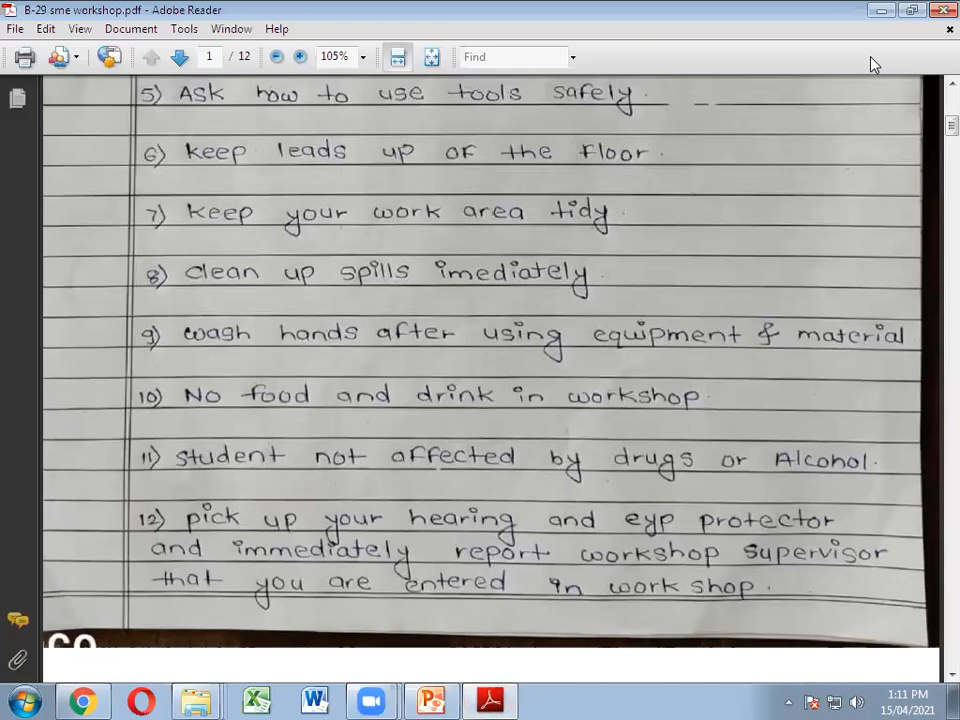 B-29 sme workshop.pdf - Adobe Reader
File Edit View Document Tools Window Help
1 / 12 105% Find
5) Ask how to use tools safely.
6) keep leads up of the floor.
7) keep your work area tidy.
8) clean up spills imediately.
9) wash hands after using equipment & material
10) No food and drink in workshop.
11) student not affected by drugs or Alcohol.
12) pick up your hearing and eyp protector
and immediately report workshop supervisor
that you are entered in work shop.
1:11 PM
15/04/2021